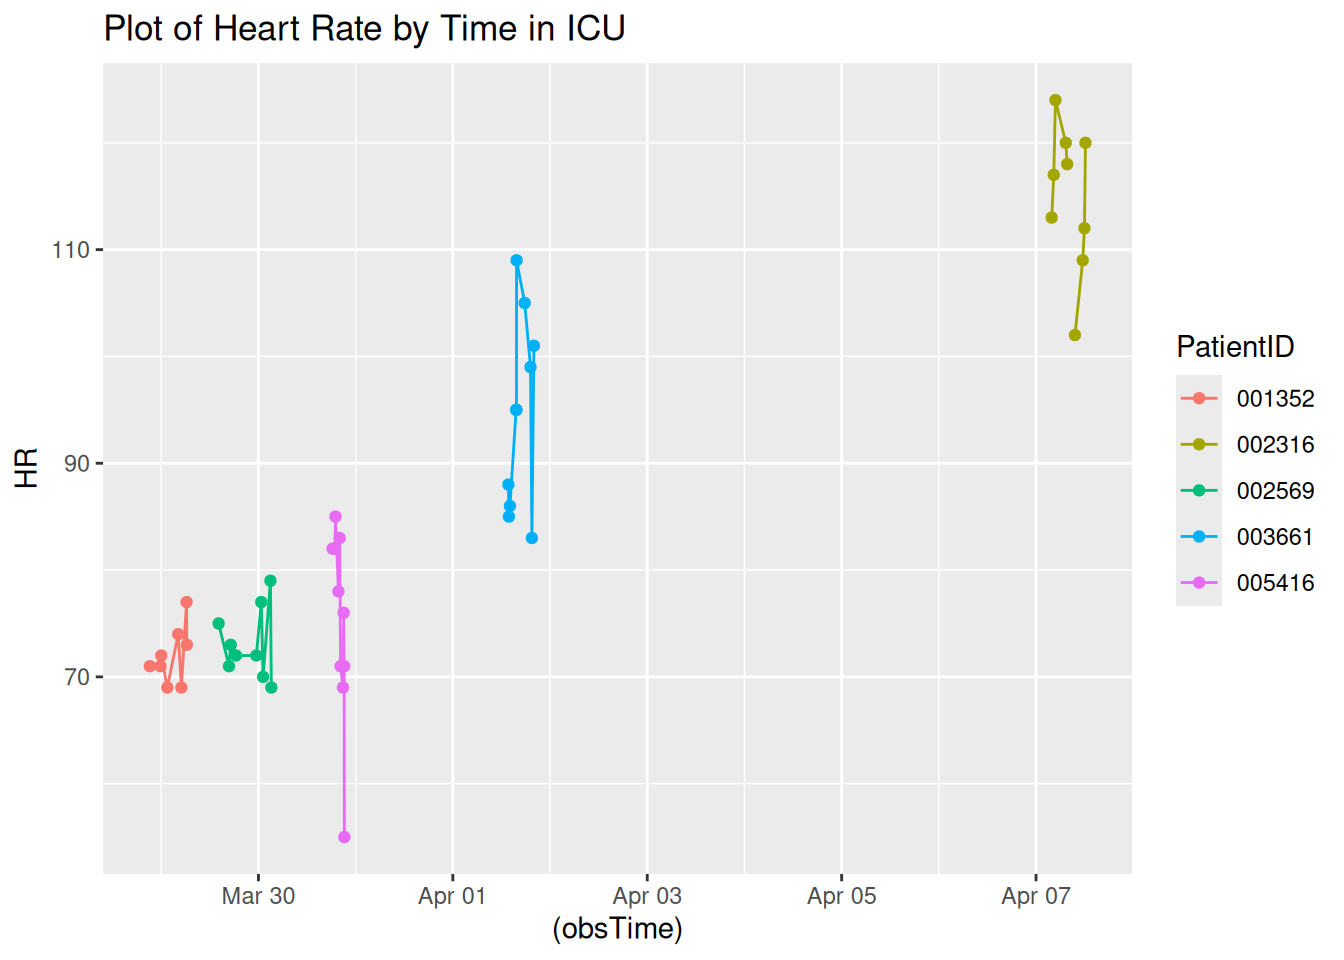 Plot of Heart Rate by Time in ICU
HR
110
90
70
Mar 30
Apr 01
Apr 03
Apr 05
Apr 07
(obsTime)
PatientID
001352
002316
002569
003661
005416